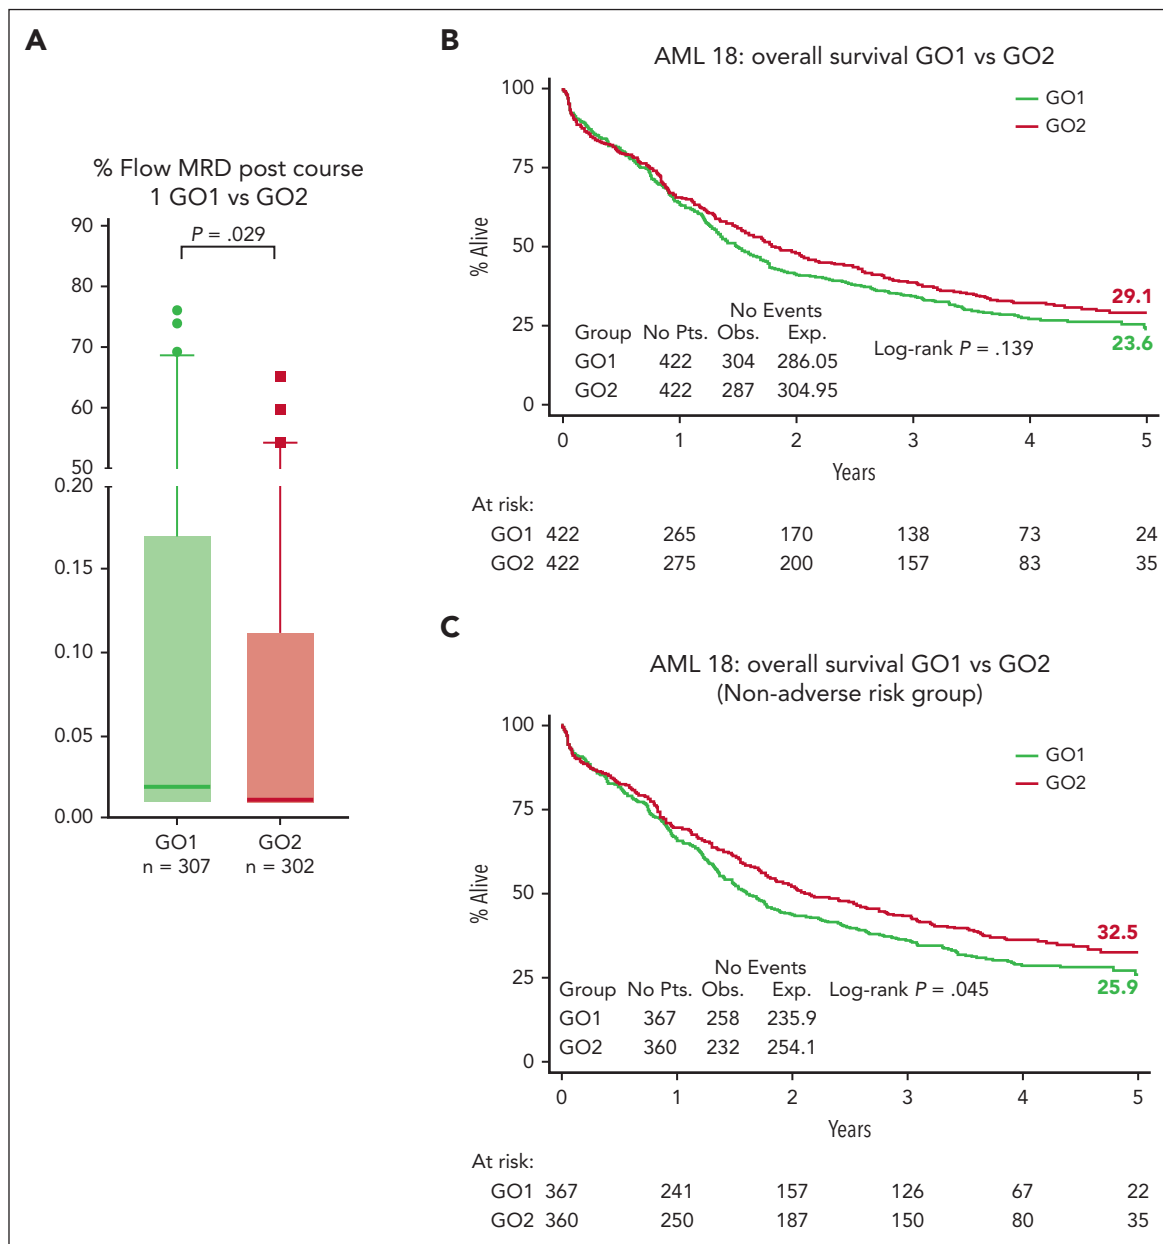 A
% Flow MRD post course
1 GO1 vs GO2
P = .029
90
80
70
60
50
0.20
0.15
0.10
0.05
0.00
GO1
n = 307
GO2
n = 302
B
AML 18: overall survival GO1 vs GO2
GO1
GO2
% Alive
100
75
50
25
0
29.1
23.6
No Events
Group No Pts. Obs. Exp.
GO1 422 304 286.05
GO2 422 287 304.95
Log-rank P = .139
0 1 2 3 4 5
Years
At risk:
GO1 422 265 170 138 73 24
GO2 422 275 200 157 83 35
C
AML 18: overall survival GO1 vs GO2
(Non-adverse risk group)
GO1
GO2
% Alive
100
75
50
25
0
32.5
25.9
No Events
Group No Pts. Obs. Exp.
GO1 367 258 235.9
GO2 360 232 254.1
Log-rank P = .045
0 1 2 3 4 5
Years
At risk:
GO1 367 241 157 126 67 22
GO2 360 250 187 150 80 35